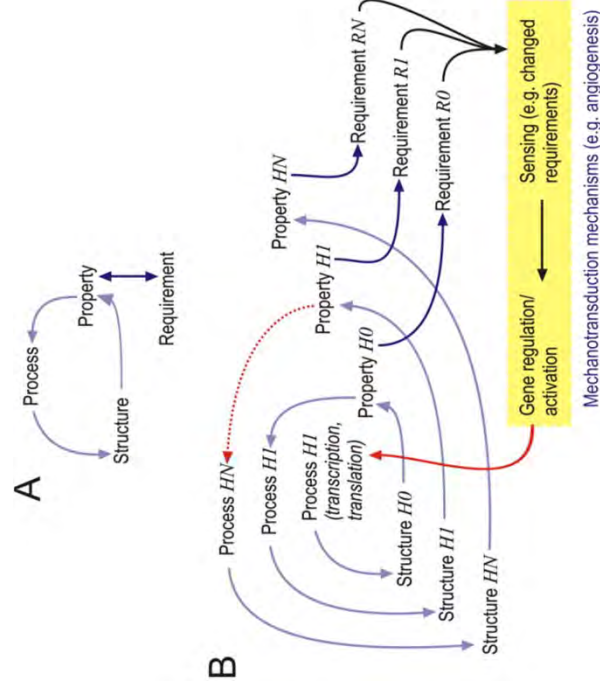 A
Process
Property
Structure
Requirement
B
Process HN
Process H1
Process H1
(transcription,
translation)
Structure H0
Structure H1
Structure HN
Property H0
Property H1
Property HN
Requirement RN
Requirement R1
Requirement R0
Gene regulation/
activation
Sensing (e.g. changed
requirements)
Mechanotransduction mechanisms (e.g. angiogenesis)